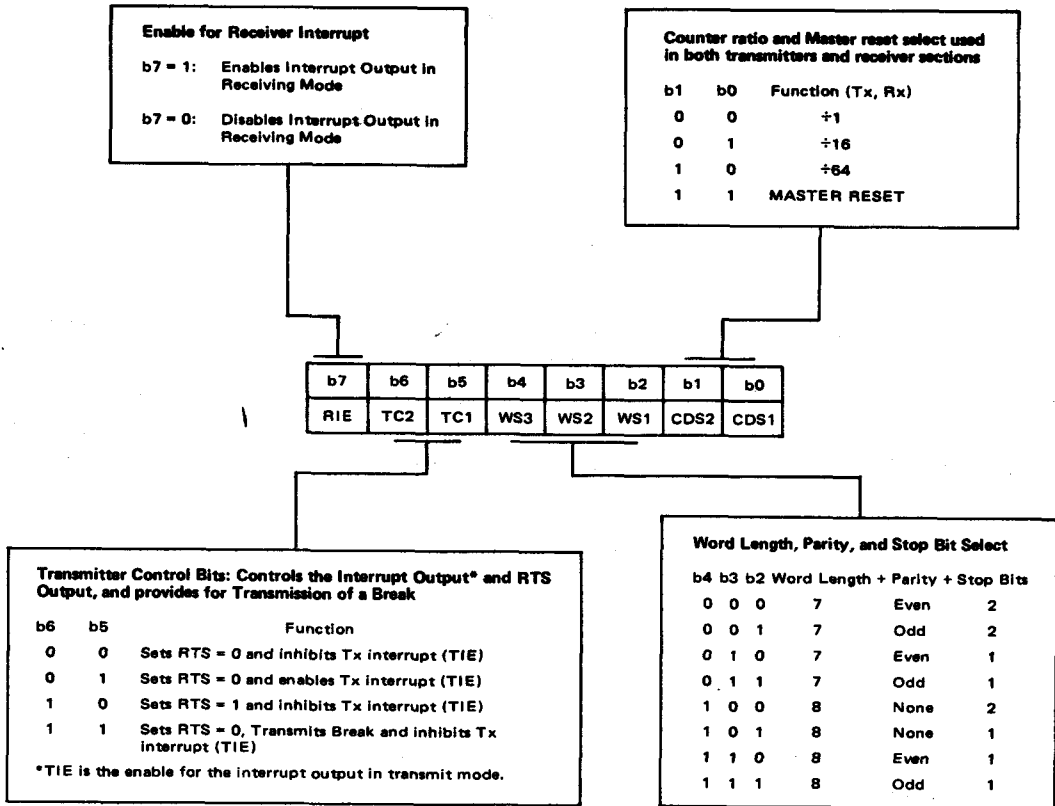 Enable for Receiver Interrupt
b7 = 1: Enables Interrupt Output in
Receiving Mode
b7 = 0: Disables Interrupt Output in
Receiving Mode
Counter ratio and Master reset select used
in both transmitters and receiver sections
b1 b0 Function (Tx, Rx)
0 0 ÷1
0 1 ÷16
1 0 ÷64
1 1 MASTER RESET
b7 b6 b5 b4 b3 b2 b1 b0
RIE TC2 TC1 WS3 WS2 WS1 CDS2 CDS1
Transmitter Control Bits: Controls the Interrupt Output* and RTS
Output, and provides for Transmission of a Break
b6 b5 Function
0 0 Sets RTS = 0 and inhibits Tx interrupt (TIE)
0 1 Sets RTS = 0 and enables Tx interrupt (TIE)
1 0 Sets RTS = 1 and inhibits Tx interrupt (TIE)
1 1 Sets RTS = 0, Transmits Break and inhibits Tx
interrupt (TIE)
*TIE is the enable for the interrupt output in transmit mode.
Word Length, Parity, and Stop Bit Select
b4 b3 b2 Word Length + Parity + Stop Bits
0 0 0 7 Even 2
0 0 1 7 Odd 2
0 1 0 7 Even 1
0 1 1 7 Odd 1
1 0 0 8 None 2
1 0 1 8 None 1
1 1 0 8 Even 1
1 1 1 8 Odd 1